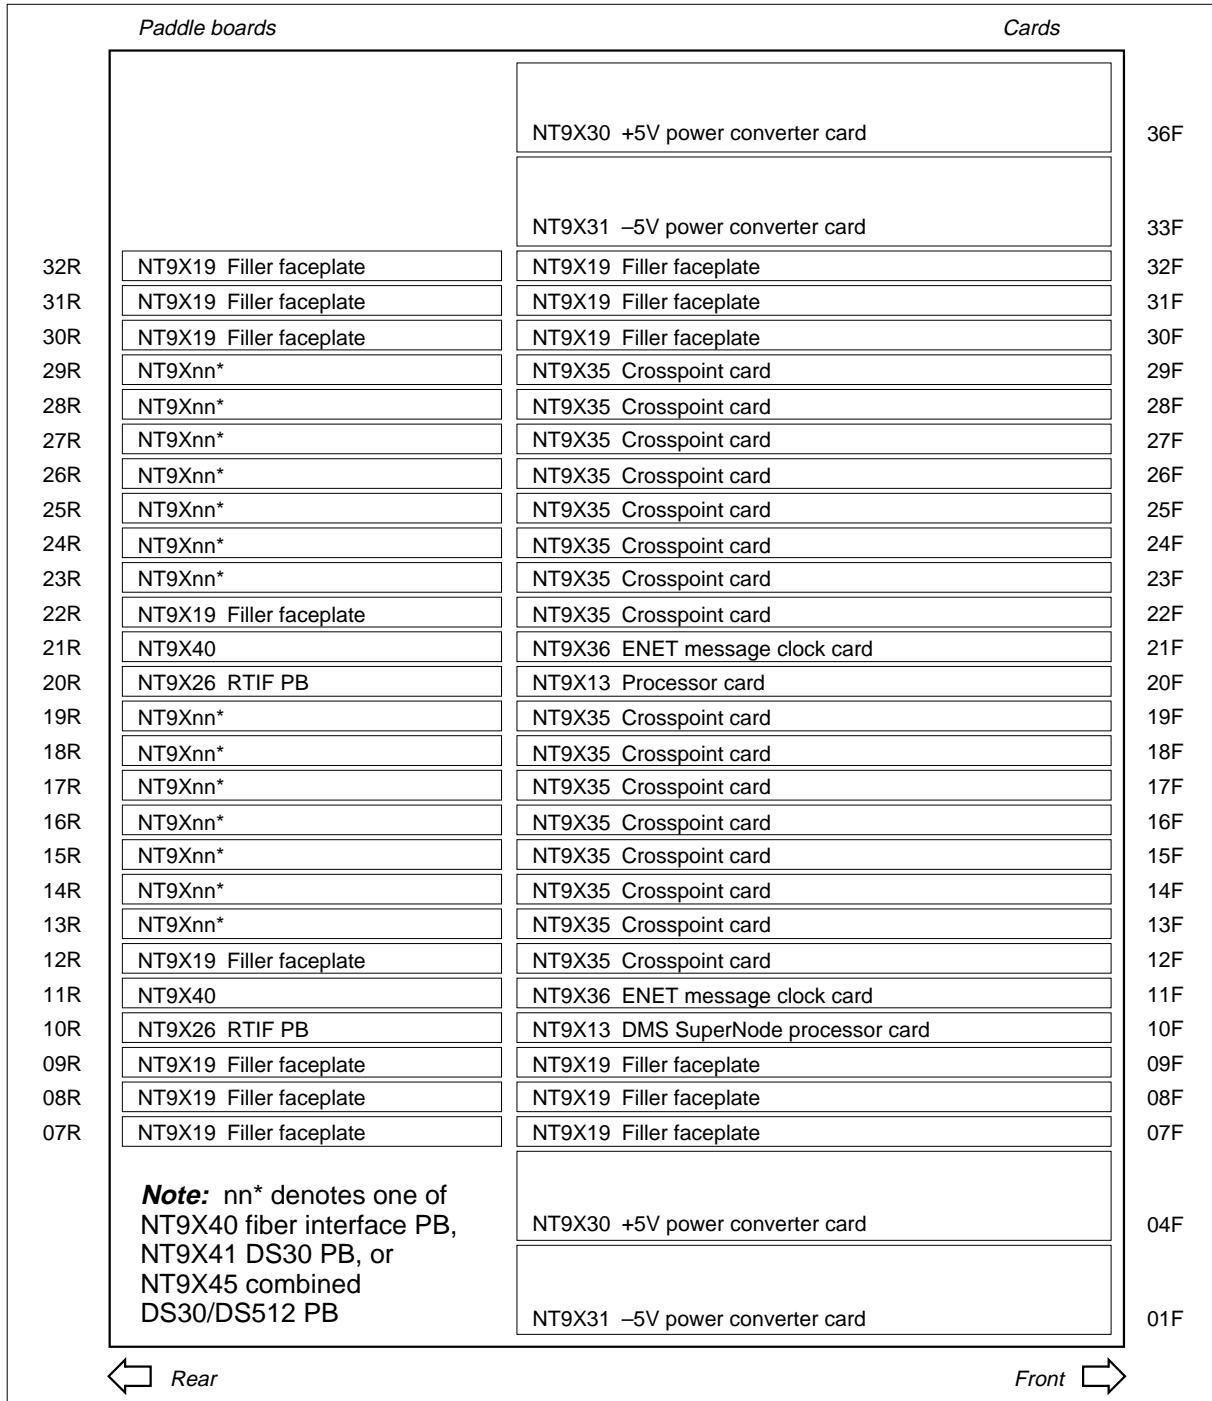 Paddle boards Cards
NT9X30 +5V power converter card 36F
NT9X31 –5V power converter card 33F
32R NT9X19 Filler faceplate NT9X19 Filler faceplate 32F
31R NT9X19 Filler faceplate NT9X19 Filler faceplate 31F
30R NT9X19 Filler faceplate NT9X19 Filler faceplate 30F
29R NT9Xnn* NT9X35 Crosspoint card 29F
28R NT9Xnn* NT9X35 Crosspoint card 28F
27R NT9Xnn* NT9X35 Crosspoint card 27F
26R NT9Xnn* NT9X35 Crosspoint card 26F
25R NT9Xnn* NT9X35 Crosspoint card 25F
24R NT9Xnn* NT9X35 Crosspoint card 24F
23R NT9Xnn* NT9X35 Crosspoint card 23F
22R NT9X19 Filler faceplate NT9X35 Crosspoint card 22F
21R NT9X40 NT9X36 ENET message clock card 21F
20R NT9X26 RTIF PB NT9X13 Processor card 20F
19R NT9Xnn* NT9X35 Crosspoint card 19F
18R NT9Xnn* NT9X35 Crosspoint card 18F
17R NT9Xnn* NT9X35 Crosspoint card 17F
16R NT9Xnn* NT9X35 Crosspoint card 16F
15R NT9Xnn* NT9X35 Crosspoint card 15F
14R NT9Xnn* NT9X35 Crosspoint card 14F
13R NT9Xnn* NT9X35 Crosspoint card 13F
12R NT9X19 Filler faceplate NT9X35 Crosspoint card 12F
11R NT9X40 NT9X36 ENET message clock card 11F
10R NT9X26 RTIF PB NT9X13 DMS SuperNode processor card 10F
09R NT9X19 Filler faceplate NT9X19 Filler faceplate 09F
08R NT9X19 Filler faceplate NT9X19 Filler faceplate 08F
07R NT9X19 Filler faceplate NT9X19 Filler faceplate 07F
Note: nn* denotes one of
NT9X40 fiber interface PB,
NT9X41 DS30 PB, or
NT9X45 combined
DS30/DS512 PB
NT9X30 +5V power converter card 04F
NT9X31 –5V power converter card 01F
Rear Front